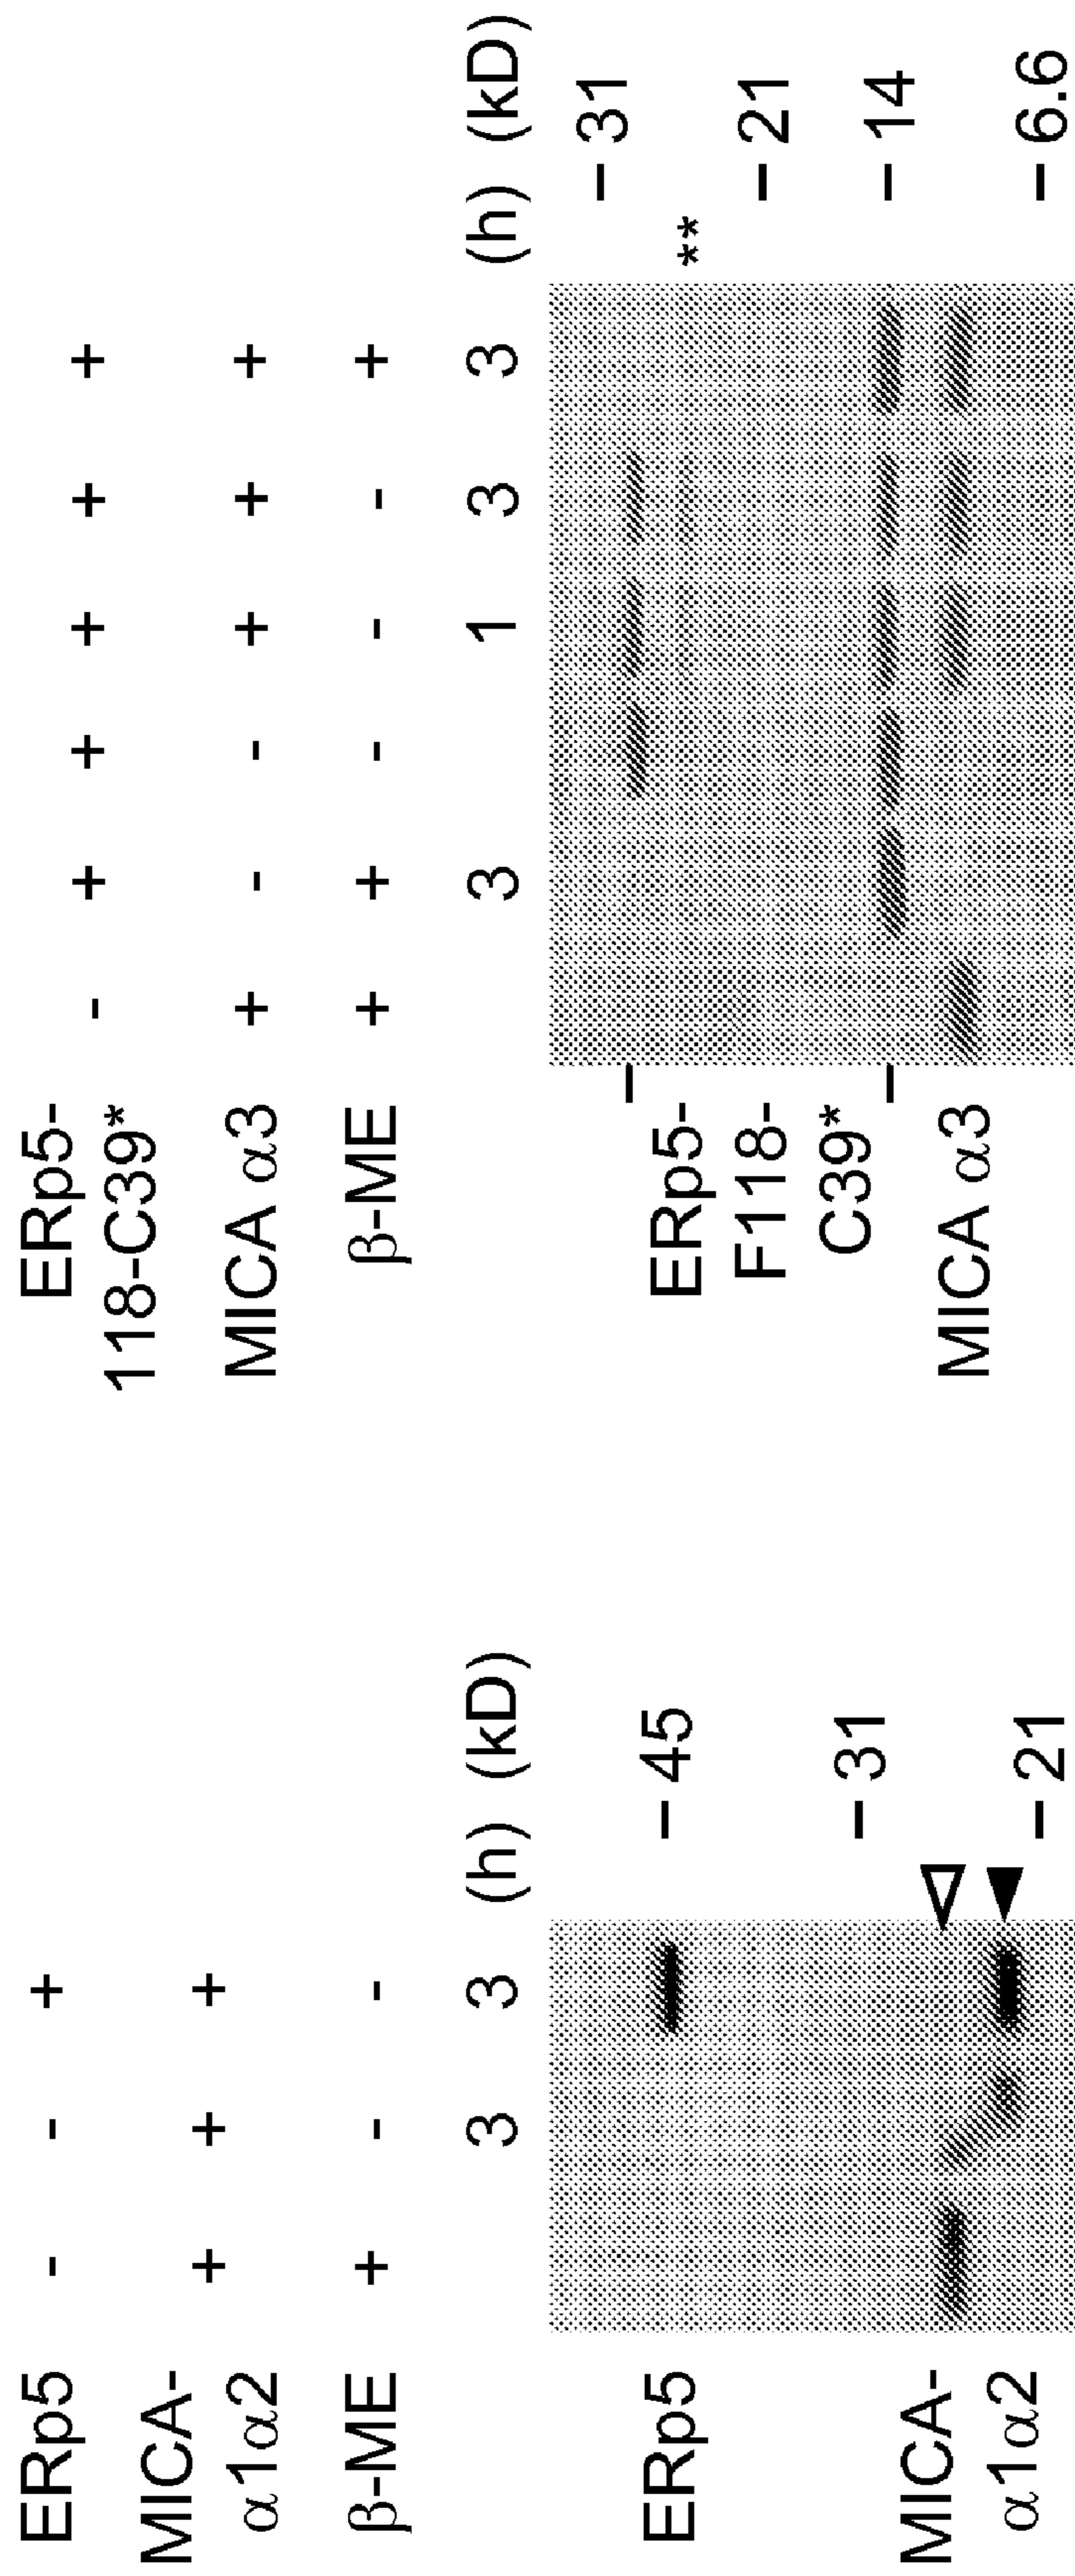 ERp5 - - +
MICA-
α1α2 + + +
β-ME + - -
3 3 (h) (kD)
ERp5
– 45
– 31
MICA-
α1α2
– 21
ERp5-
118-C39* - + + + + +
MICA α3 + - - + + +
β-ME + + - - - +
3 1 3 3 (h) (kD)
– 31
ERp5-
**
F118-
– 21
C39*
– 14
MICA α3
– 6.6